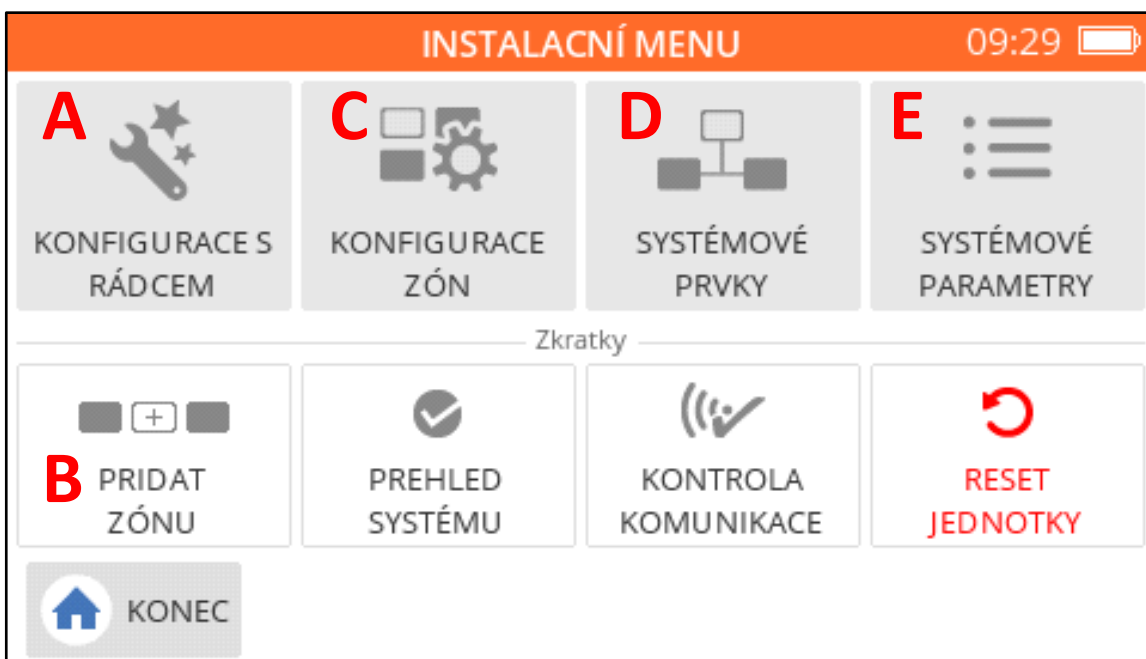 INSTALACNÍ MENU 09:29
A C D E
KONFIGURACE S KONFIGURACE SYSTÉMOVÉ SYSTÉMOVÉ
RÁDCEM ZÓN PRVKY PARAMETRY
Zkratky
B PRIDAT PREHLED KONTROLA RESET
ZÓNU SYSTÉMU KOMUNIKACE JEDNOTKY
KONEC